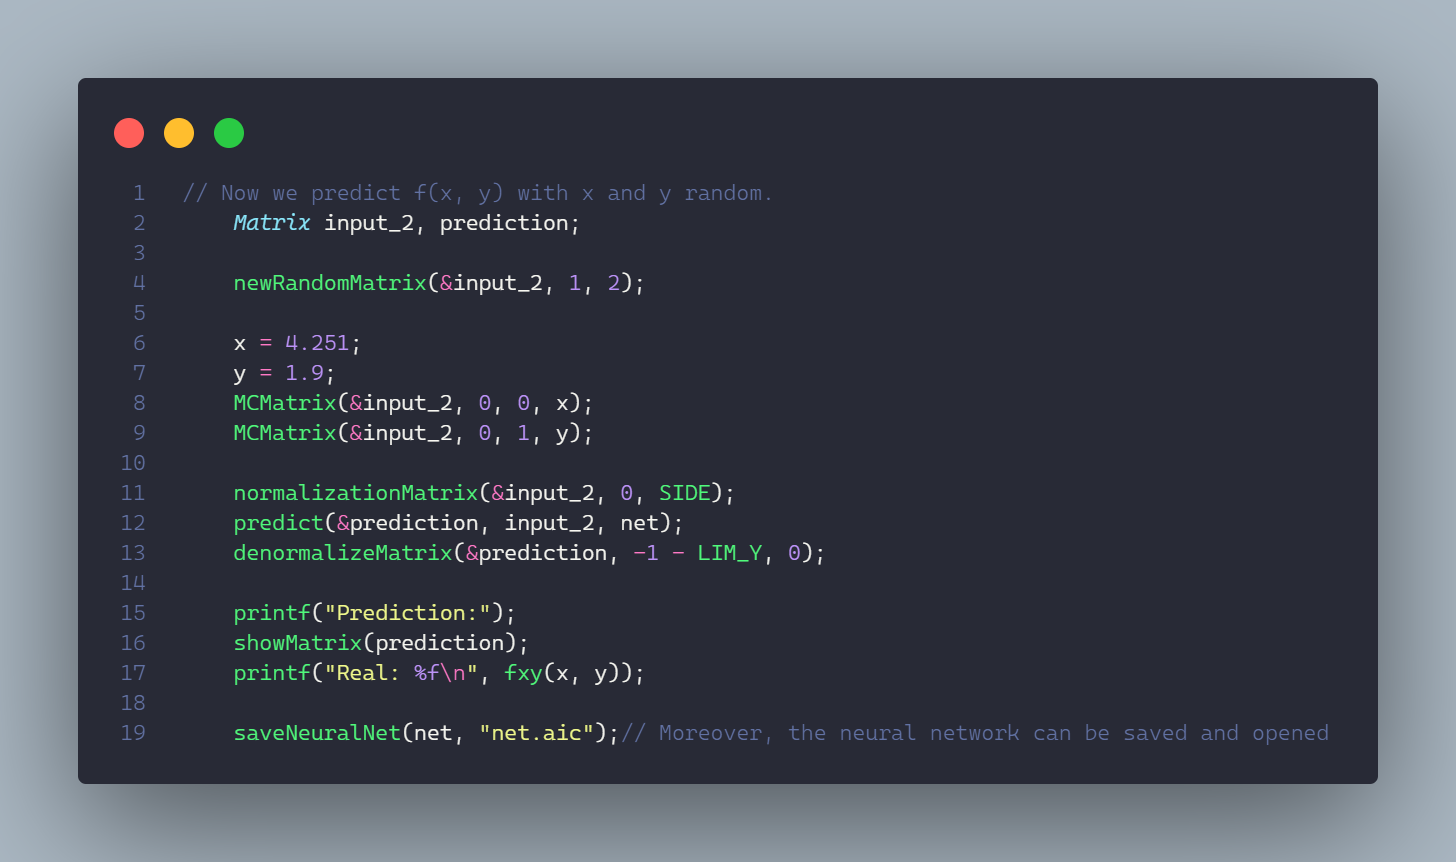 1 // Now we predict f(x, y) with x and y random.
2 Matrix input_2, prediction;
3
4 newRandomMatrix(&input_2, 1, 2);
5
6 x = 4.251;
7 y = 1.9;
8 MCMatrix(&input_2, 0, 0, x);
9 MCMatrix(&input_2, 0, 1, y);
10
11 normalizationMatrix(&input_2, 0, SIDE);
12 predict(&prediction, input_2, net);
13 denormalizeMatrix(&prediction, -1 - LIM_Y, 0);
14
15 printf("Prediction:");
16 showMatrix(prediction);
17 printf("Real: %f\n", fxy(x, y));
18
19 saveNeuralNet(net, "net.aic");// Moreover, the neural network can be saved and opened